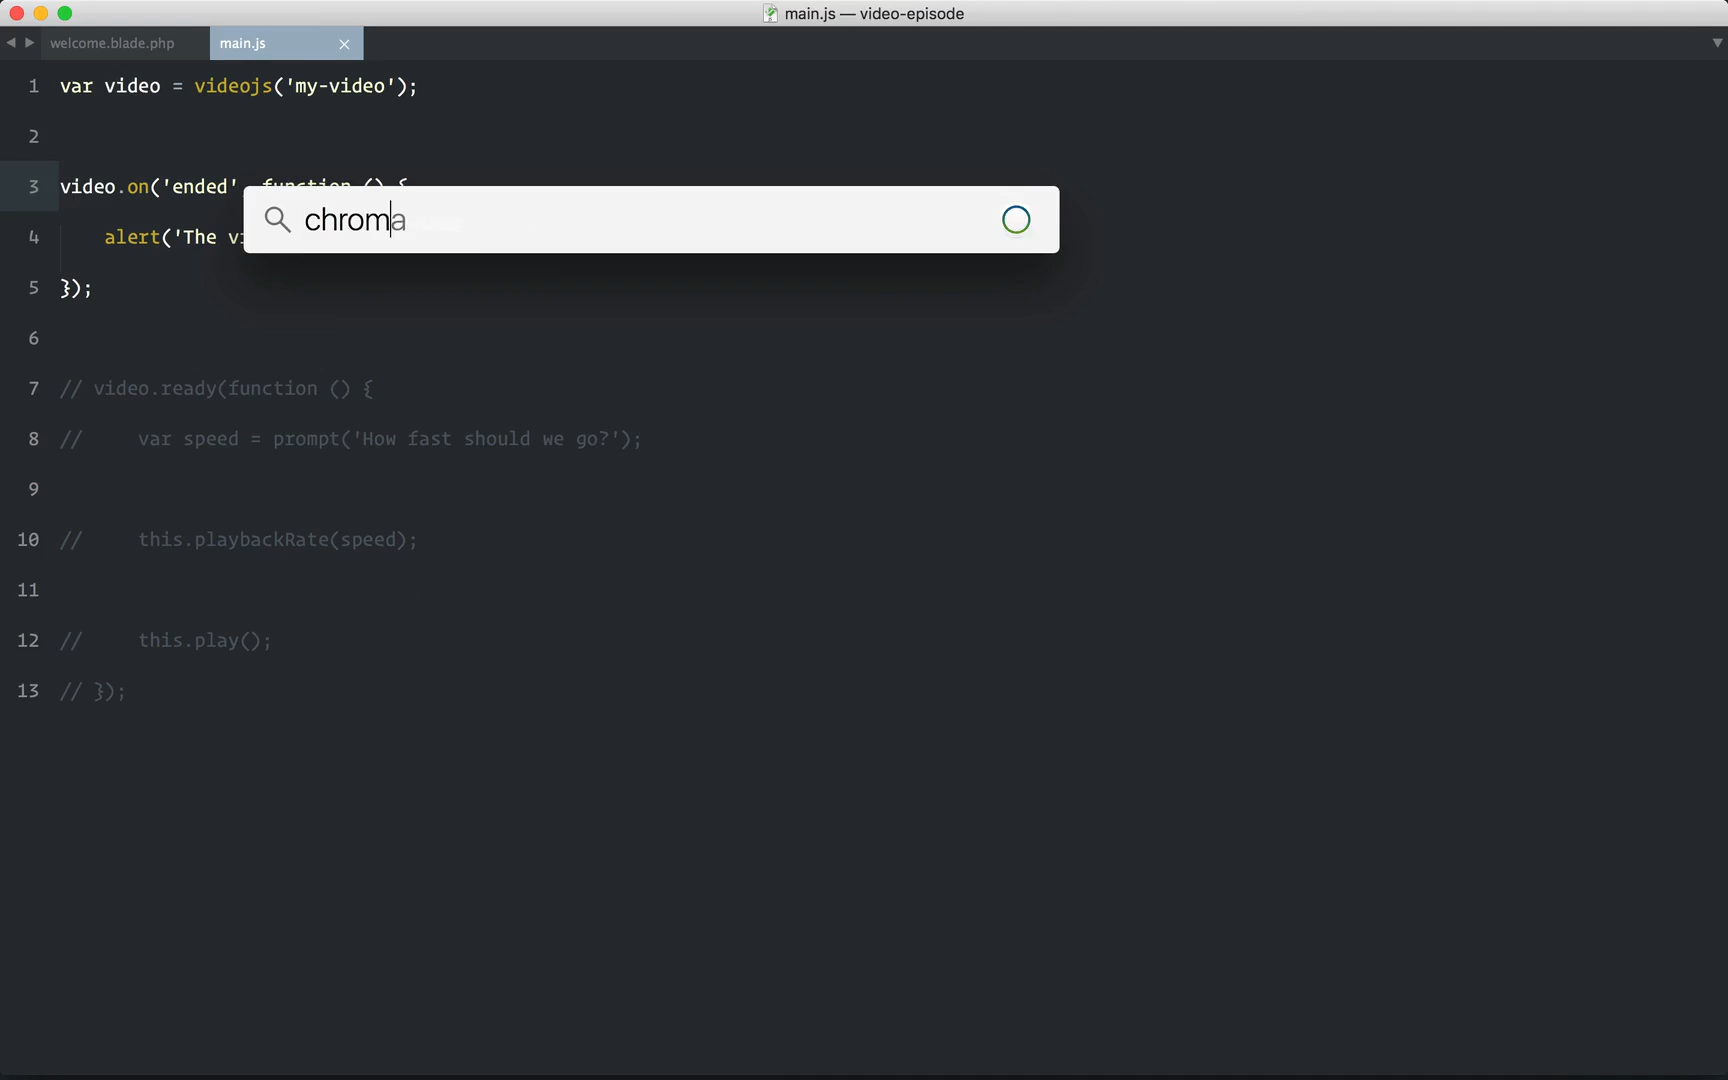 main.js — video-episode
welcome.blade.php
main.js
1 var video = videojs('my-video');
2
3 video.on('ended', function () {
4 alert('The vi
5 });
6
7 // video.ready(function () {
8 // var speed = prompt('How fast should we go?');
9
10 // this.playbackRate(speed);
11
12 // this.play();
13 // });
chroma